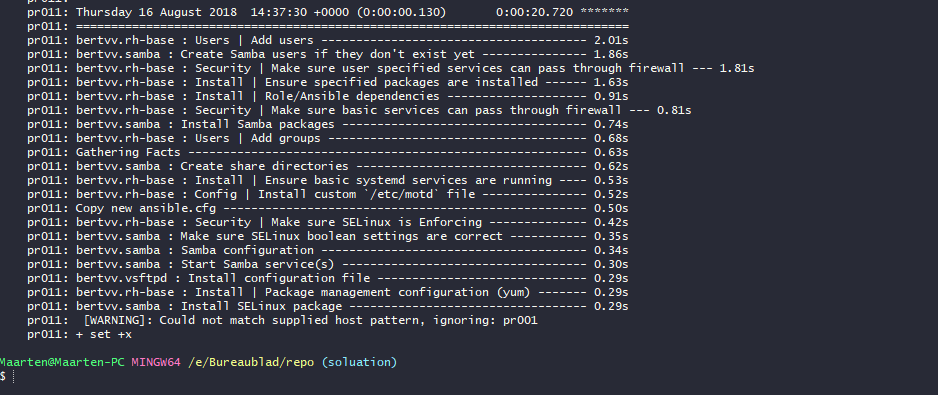 pr011:
pr011: Thursday 16 August 2018  14:37:30 +0000 (0:00:00.130)       0:00:20.720 *******
pr011: ===============================================================================
pr011: bertvv.rh-base : Users | Add users -------------------------------------- 2.01s
pr011: bertvv.samba : Create Samba users if they don't exist yet --------------- 1.86s
pr011: bertvv.rh-base : Security | Make sure user specified services can pass through firewall --- 1.81s
pr011: bertvv.rh-base : Install | Ensure specified packages are installed ------ 1.63s
pr011: bertvv.rh-base : Install | Role/Ansible dependencies -------------------- 0.91s
pr011: bertvv.rh-base : Security | Make sure basic services can pass through firewall --- 0.81s
pr011: bertvv.samba : Install Samba packages ----------------------------------- 0.74s
pr011: bertvv.rh-base : Users | Add groups ------------------------------------- 0.68s
pr011: Gathering Facts --------------------------------------------------------- 0.63s
pr011: bertvv.samba : Create share directories --------------------------------- 0.62s
pr011: bertvv.rh-base : Install | Ensure basic systemd services are running ---- 0.53s
pr011: bertvv.rh-base : Config | Install custom `/etc/motd` file --------------- 0.52s
pr011: Copy new ansible.cfg ---------------------------------------------------- 0.50s
pr011: bertvv.rh-base : Security | Make sure SELinux is Enforcing -------------- 0.42s
pr011: bertvv.samba : Make sure SELinux boolean settings are correct ----------- 0.35s
pr011: bertvv.samba : Samba configuration -------------------------------------- 0.34s
pr011: bertvv.samba : Start Samba service(s) ----------------------------------- 0.30s
pr011: bertvv.vsftpd : Install configuration file ------------------------------ 0.29s
pr011: bertvv.rh-base : Install | Package management configuration (yum) ------- 0.29s
pr011: bertvv.samba : Install SELinux package ---------------------------------- 0.29s
pr011:  [WARNING]: Could not match supplied host pattern, ignoring: pr001
pr011: + set +x
Maarten@Maarten-PC MINGW64 /e/Bureaublad/repo (soluation)
$